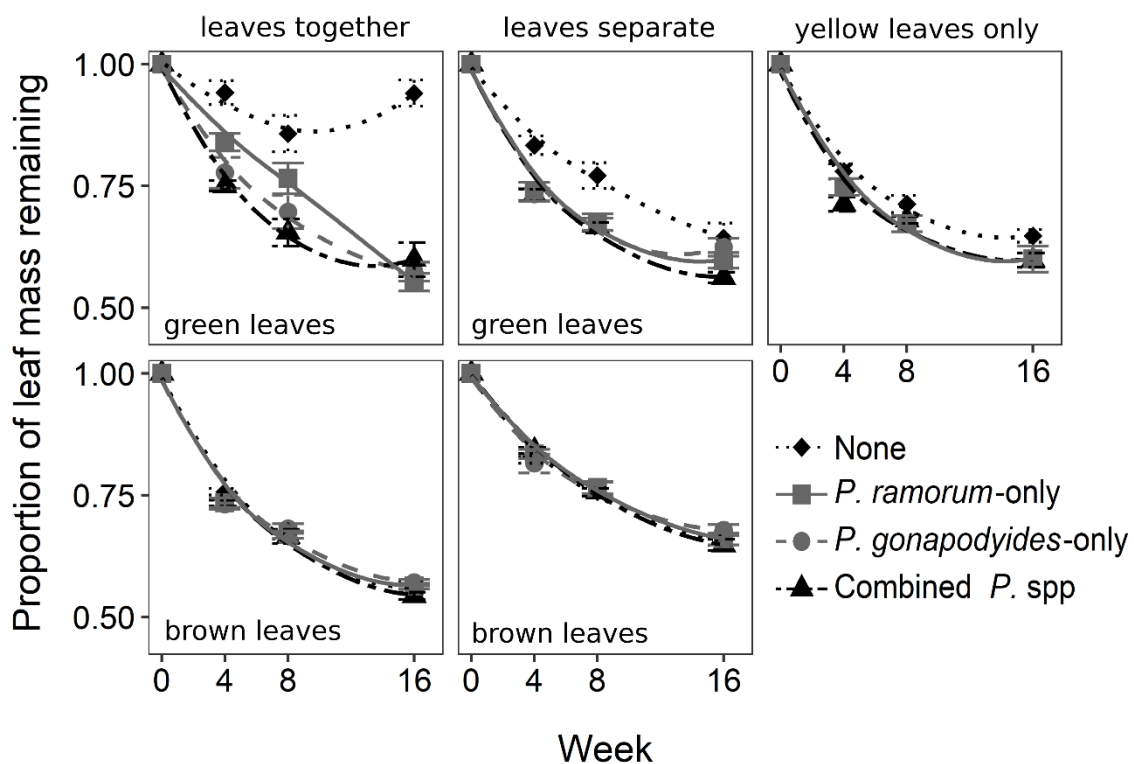 leaves together
leaves separate
yellow leaves only
Proportion of leaf mass remaining
1.00
0.75
0.50
green leaves
green leaves
0 4 8 16
1.00
0.75
0.50
brown leaves
brown leaves
0 4 8 16
0 4 8 16
None
P. ramorum-only
P. gonapodyides-only
Combined P. spp
Week